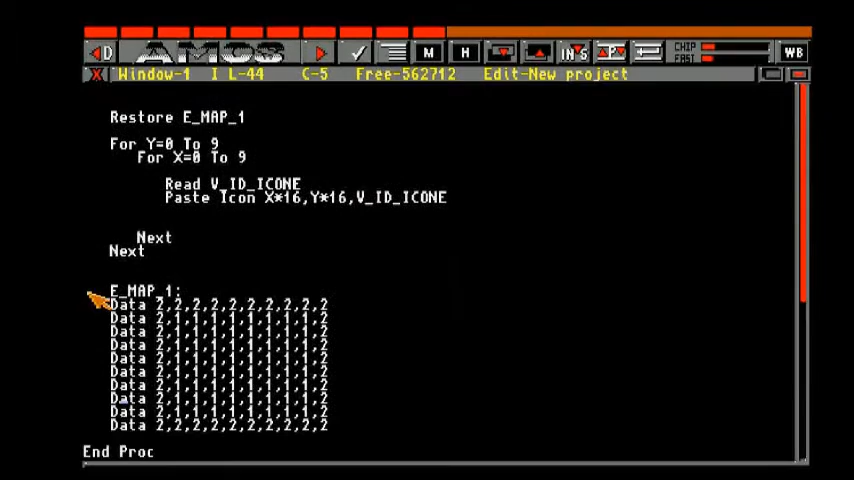 D AMOS M H INS P CHIP FAST WB
Window-1 I L-44 C-5 Free-562712 Edit-New project
Restore E_MAP_1
For Y=0 To 9
For X=0 To 9
Read V_ID_ICONE
Paste Icon X*16,Y*16,V_ID_ICONE
Next
Next
E_MAP_1:
Data 2,2,2,2,2,2,2,2,2,2
Data 2,1,1,1,1,1,1,1,1,2
Data 2,1,1,1,1,1,1,1,1,2
Data 2,1,1,1,1,1,1,1,1,2
Data 2,1,1,1,1,1,1,1,1,2
Data 2,1,1,1,1,1,1,1,1,2
Data 2,1,1,1,1,1,1,1,1,2
Data 2,1,1,1,1,1,1,1,1,2
Data 2,1,1,1,1,1,1,1,1,2
Data 2,2,2,2,2,2,2,2,2,2
End Proc